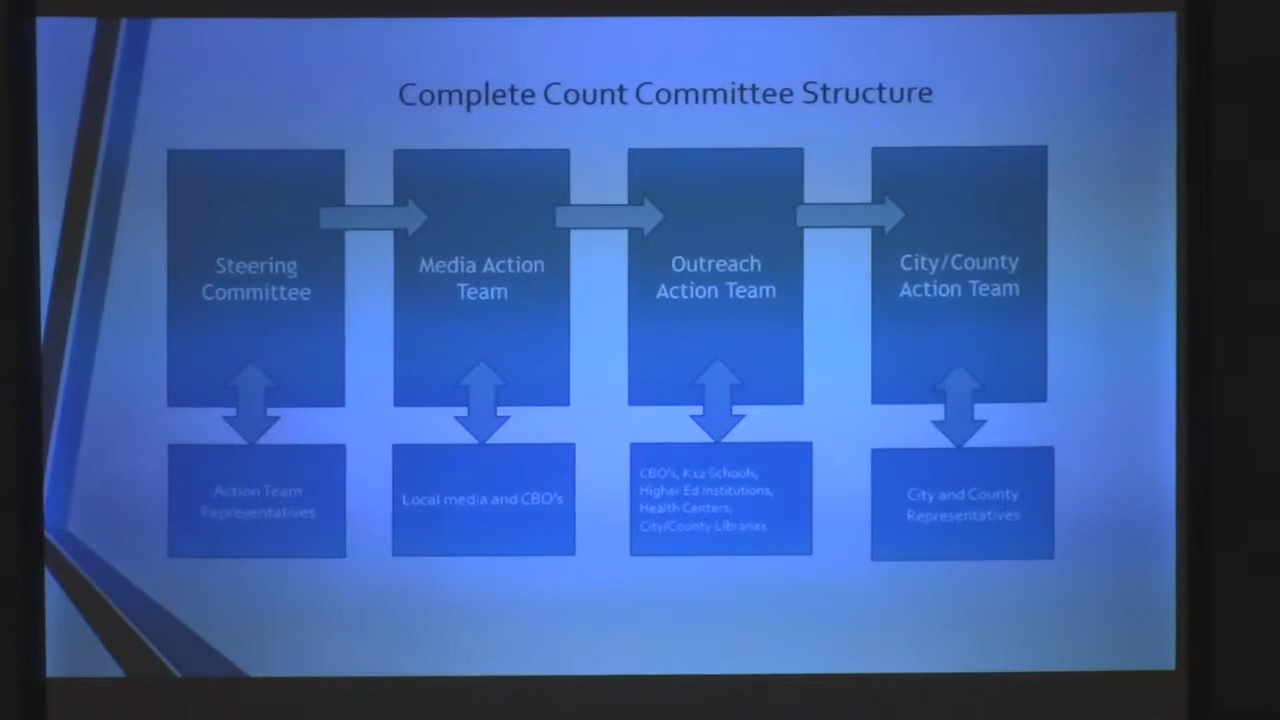 Complete Count Committee Structure
Steering
Committee
Media Action
Team
Outreach
Action Team
City/County
Action Team
Action Team
Representatives
Local media and CBO's
CBO's, K12 Schools,
Higher Ed Institutions,
Health Centers,
City/County Libraries
City and County
Representatives